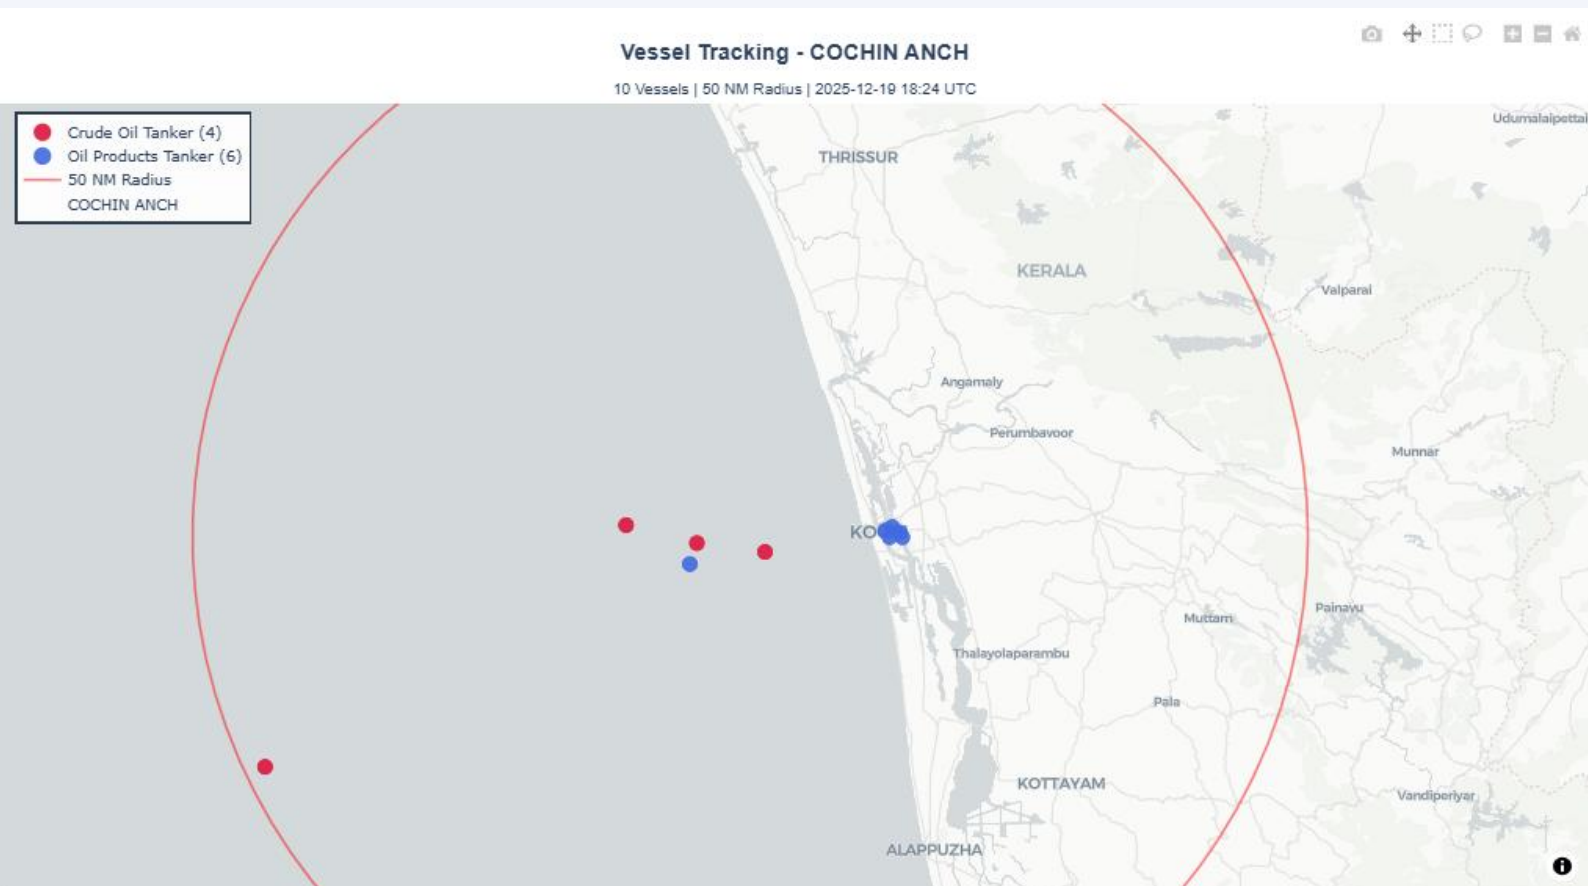 Vessel Tracking - COCHIN ANCH
10 Vessels | 50 NM Radius | 2025-12-19 18:24 UTC
Crude Oil Tanker (4)
Oil Products Tanker (6)
50 NM Radius
COCHIN ANCH
Udumalaipettai
THRISSUR
KERALA
Valparai
Angamaly
Perumbavoor
Munnar
KO
Painavu
Muttam
Thalayolaparambu
Pala
KOTTAYAM
Vandiperiyar
ALAPPUZHA